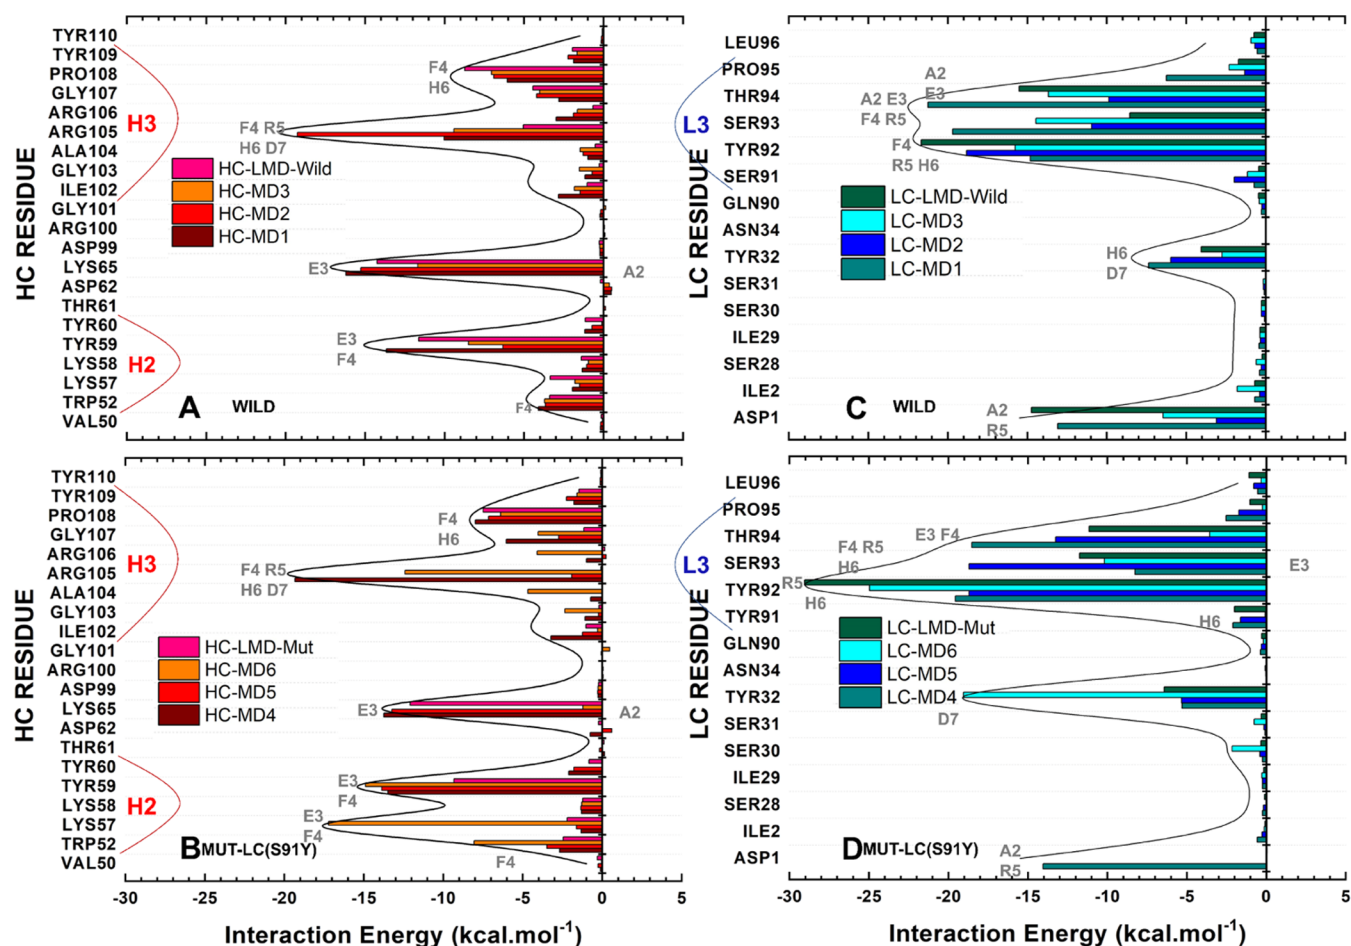 A
WILD
HC RESIDUE
TYR110
TYR109
PRO108
GLY107
ARG106
ARG105
ALA104
GLY103
ILE102
GLY101
ARG100
ASP99
LYS65
ASP62
THR61
TYR60
TYR59
LYS58
LYS57
TRP52
VAL50
H3
H2
F4
H6
F4 R5
H6 D7
E3
A2
E3
F4
F4
HC-LMD-Wild
HC-MD3
HC-MD2
HC-MD1
C
WILD
LC RESIDUE
LEU96
PRO95
THR94
SER93
TYR92
SER91
GLN90
ASN34
TYR32
SER31
SER30
ILE29
SER28
ILE2
ASP1
L3
A2
E3
A2 E3
F4 R5
F4
R5 H6
H6
D7
A2
R5
LC-LMD-Wild
LC-MD3
LC-MD2
LC-MD1
B MUT-LC(S91Y)
HC RESIDUE
TYR110
TYR109
PRO108
GLY107
ARG106
ARG105
ALA104
GLY103
ILE102
GLY101
ARG100
ASP99
LYS65
ASP62
THR61
TYR60
TYR59
LYS58
LYS57
TRP52
VAL50
H3
H2
F4
H6
F4 R5
H6 D7
E3
A2
E3
F4
E3
F4
F4
HC-LMD-Mut
HC-MD6
HC-MD5
HC-MD4
-30 -25 -20 -15 -10 -5 0 5
Interaction Energy (kcal.mol-1)
D MUT-LC(S91Y)
LC RESIDUE
LEU96
PRO95
THR94
SER93
TYR92
TYR91
GLN90
ASN34
TYR32
SER31
SER30
ILE29
SER28
ILE2
ASP1
L3
E3 F4
F4 R5
H6
E3
R5
H6
H6
D7
A2
R5
LC-LMD-Mut
LC-MD6
LC-MD5
LC-MD4
-30 -25 -20 -15 -10 -5 0 5
Interaction Energy (kcal.mol-1)